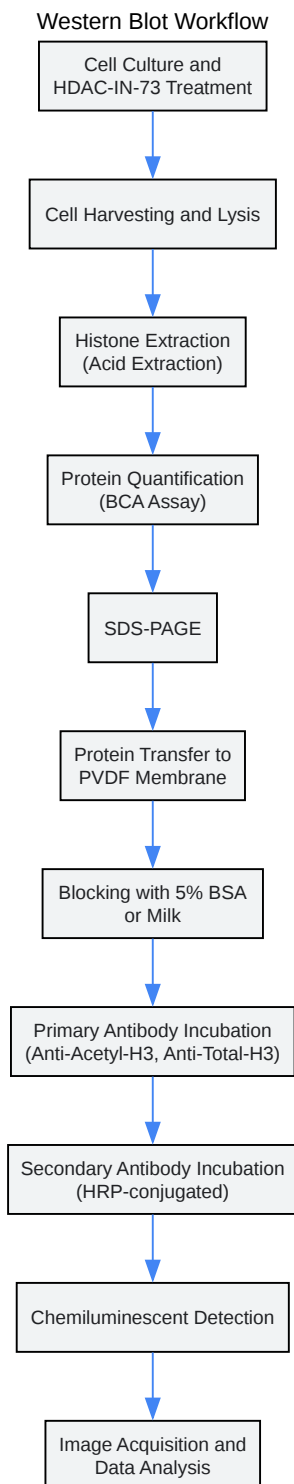 Western Blot Workflow
Cell Culture and
HDAC-IN-73 Treatment
Cell Harvesting and Lysis
Histone Extraction
(Acid Extraction)
Protein Quantification
(BCA Assay)
SDS-PAGE
Protein Transfer to
PVDF Membrane
Blocking with 5% BSA
or Milk
Primary Antibody Incubation
(Anti-Acetyl-H3, Anti-Total-H3)
Secondary Antibody Incubation
(HRP-conjugated)
Chemiluminescent Detection
Image Acquisition and
Data Analysis